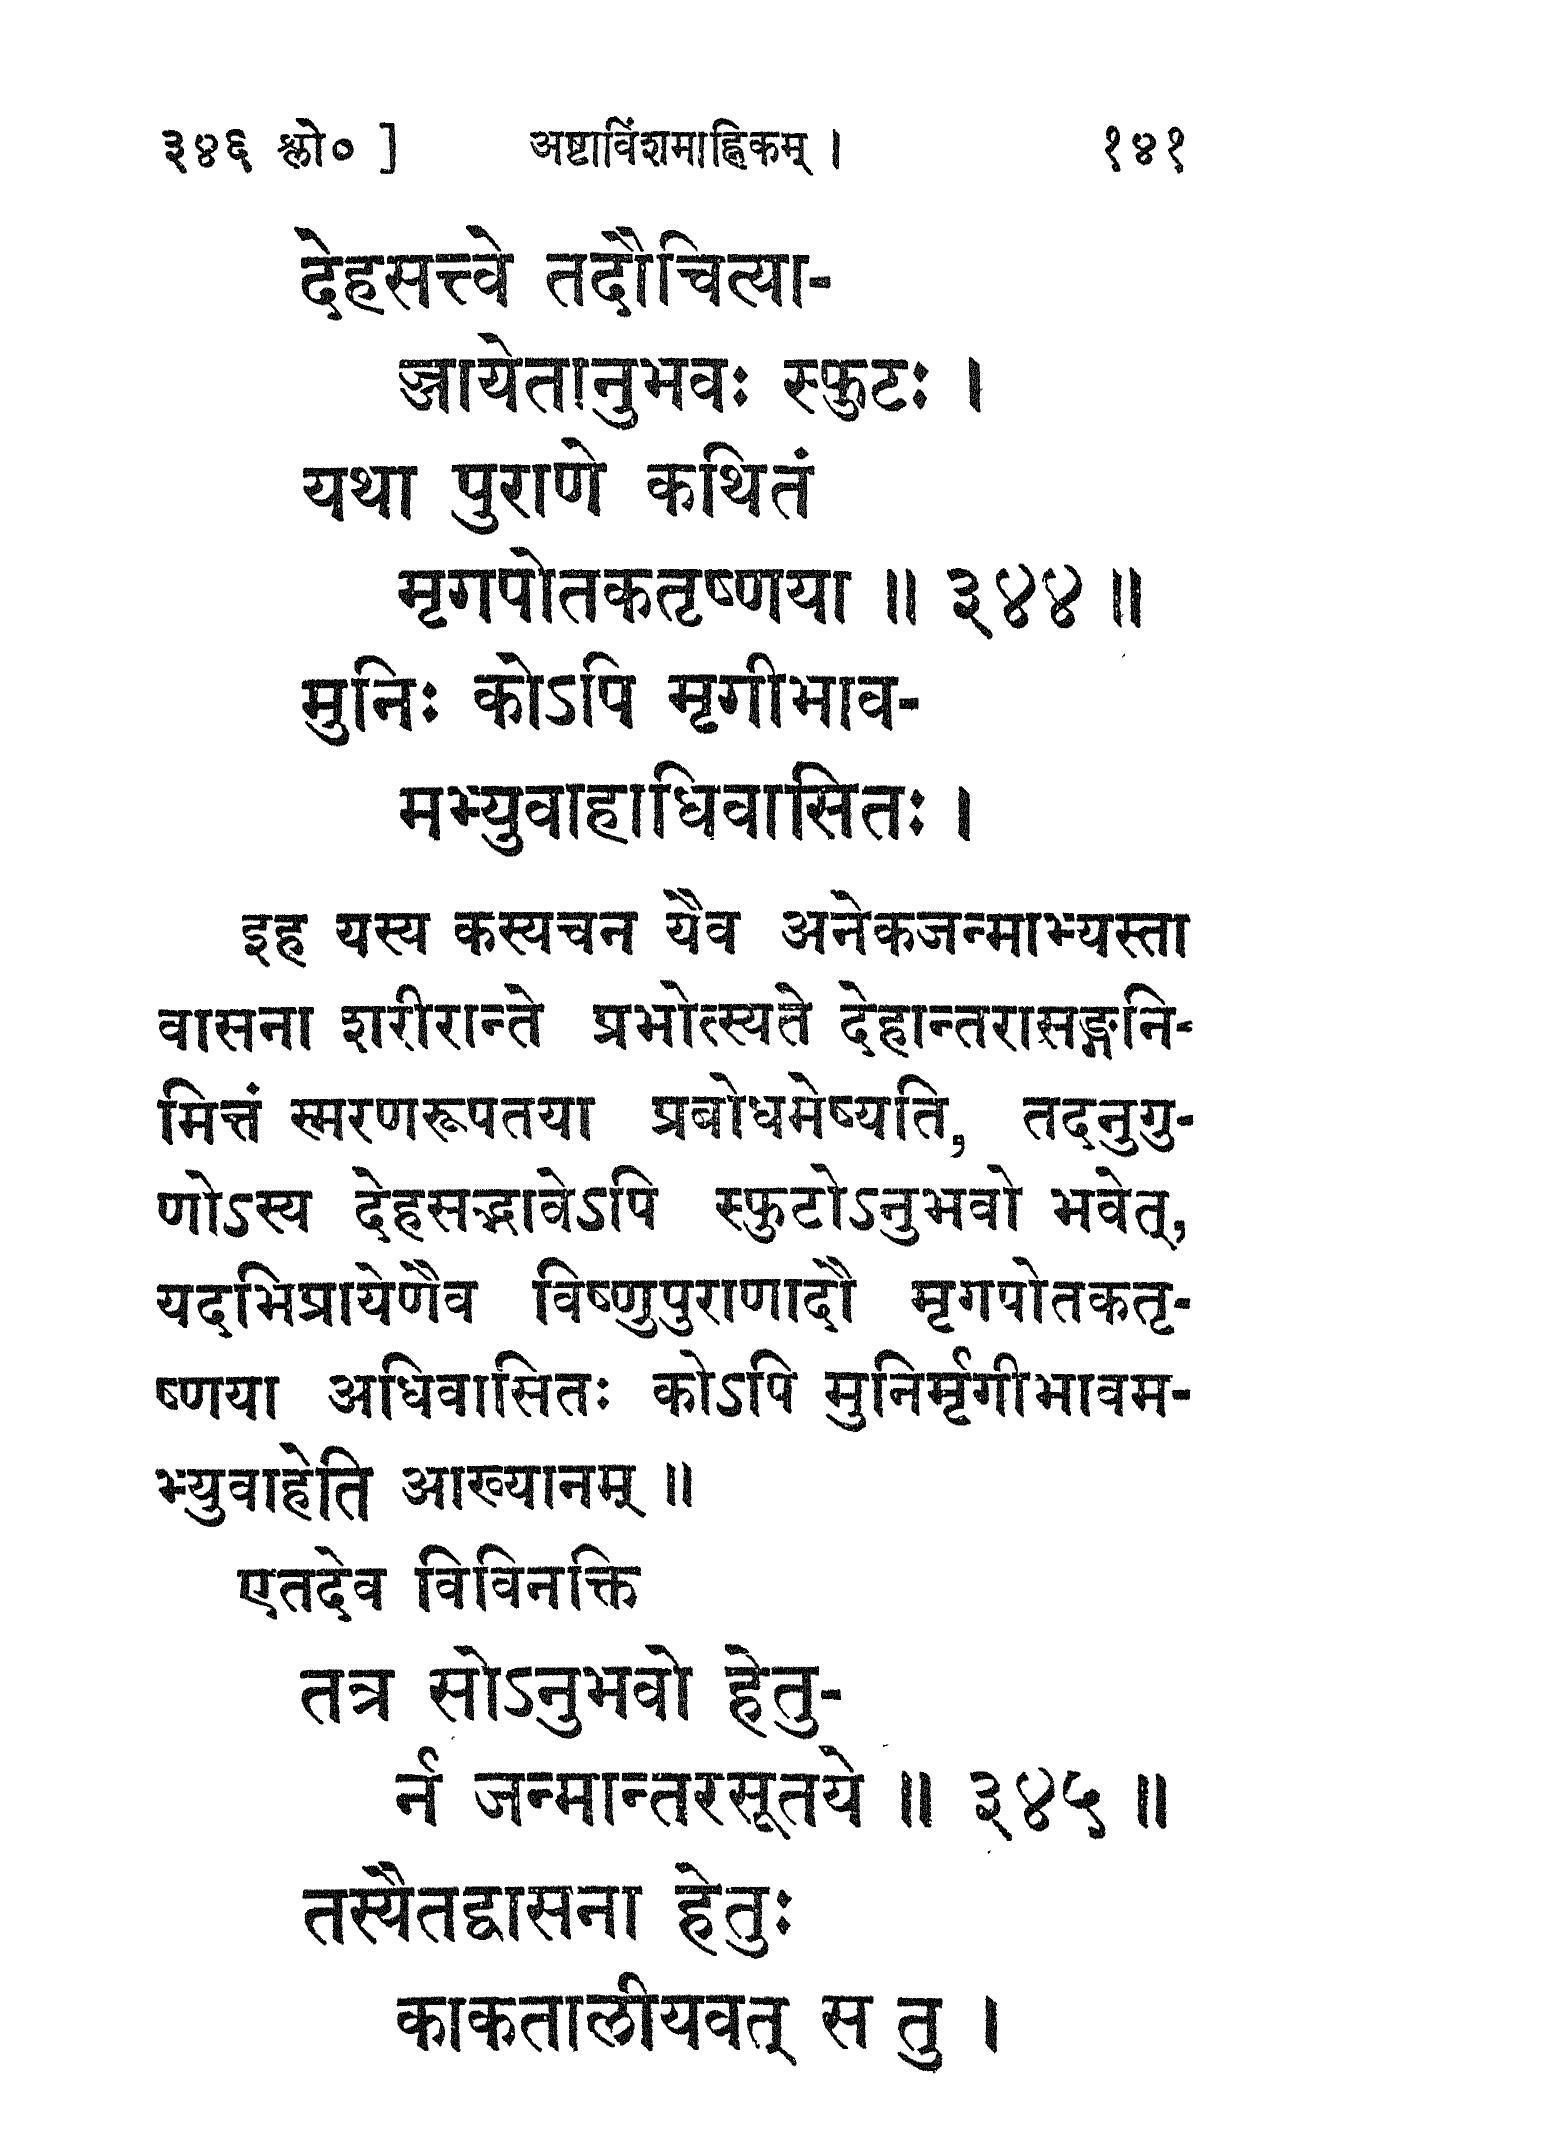 ३४६ श्लो० ] अष्टाविंशमाह्निकम् । १४१
देहसत्त्वे तदौचित्या-
ज्जायेतानुभवः स्फुटः ।
यथा पुराणे कथितं
मृगपोतकतृष्णया ॥ ३४४ ॥
मुनिः कोऽपि मृगीभाव-
मभ्युवाहाधिवासितः ।
इह यस्य कस्यचन यैव अनेकजन्माभ्यस्ता
वासना शरीरान्ते प्रभोत्स्यते देहान्तरासङ्गनि-
मित्तं स्मरणरूपतया प्रबोधमेष्यति, तदनुगु-
णोऽस्य देहसद्भावेऽपि स्फुटोऽनुभवो भवेत्,
यदभिप्रायेणैव विष्णुपुराणादौ मृगपोतकतृ-
ष्णया अधिवासितः कोऽपि मुनिर्मृगीभावम-
भ्युवाहेति आख्यानम् ॥
एतदेव विविनक्ति
तत्र सोऽनुभवो हेतु-
र्न जन्मान्तरसूतये ॥ ३४५ ॥
तस्यैतद्वासना हेतुः
काकतालीयवत् स तु ।